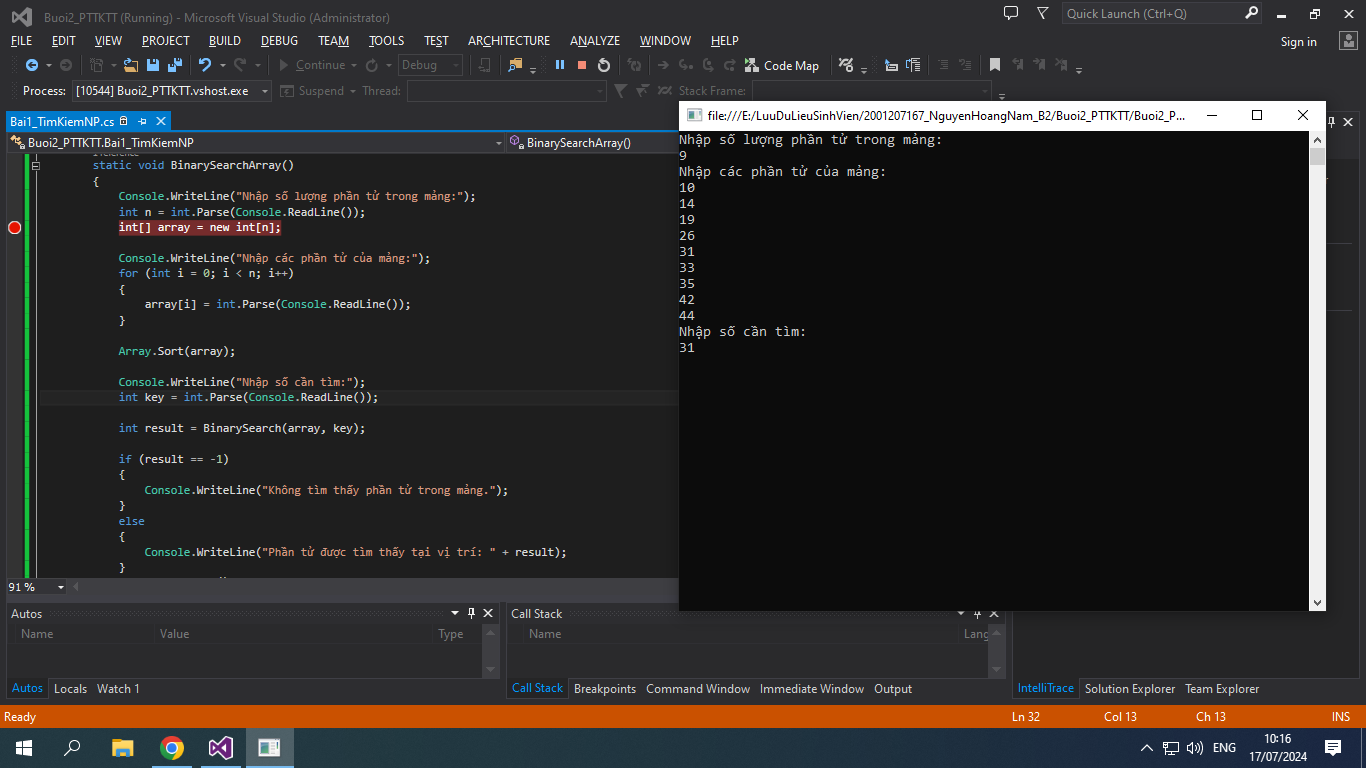 Buoi2_PTTKTT (Running) - Microsoft Visual Studio (Administrator)
Quick Launch (Ctrl+Q)
FILE EDIT VIEW PROJECT BUILD DEBUG TEAM TOOLS TEST ARCHITECTURE ANALYZE WINDOW HELP
Sign in
Continue Debug Code Map
Process: [10544] Buoi2_PTTKTT.vshost.exe Suspend Thread: Stack Frame:
Bai1_TimKiemNP.cs
Buoi2_PTTKTT.Bai1_TimKiemNP BinarySearchArray()
static void BinarySearchArray()
{
Console.WriteLine("Nhập số lượng phần tử trong mảng:");
int n = int.Parse(Console.ReadLine());
int[] array = new int[n];
Console.WriteLine("Nhập các phần tử của mảng:");
for (int i = 0; i < n; i++)
{
array[i] = int.Parse(Console.ReadLine());
}
Array.Sort(array);
Console.WriteLine("Nhập số cần tìm:");
int key = int.Parse(Console.ReadLine());
int result = BinarySearch(array, key);
if (result == -1)
{
Console.WriteLine("Không tìm thấy phần tử trong mảng.");
}
else
{
Console.WriteLine("Phần tử được tìm thấy tại vị trí: " + result);
}
91 %
file:///E:/LuuDuLieuSinhVien/2001207167_NguyenHoangNam_B2/Buoi2_PTTKTT/Buoi2_P...
Nhập số lượng phần tử trong mảng:
9
Nhập các phần tử của mảng:
10
14
19
26
31
33
35
42
44
Nhập số cần tìm:
31
Autos
Name Value Type
Autos Locals Watch 1
Call Stack
Name Lang
Call Stack Breakpoints Command Window Immediate Window Output
IntelliTrace Solution Explorer Team Explorer
Ready Ln 32 Col 13 Ch 13 INS
ENG
10:16
17/07/2024